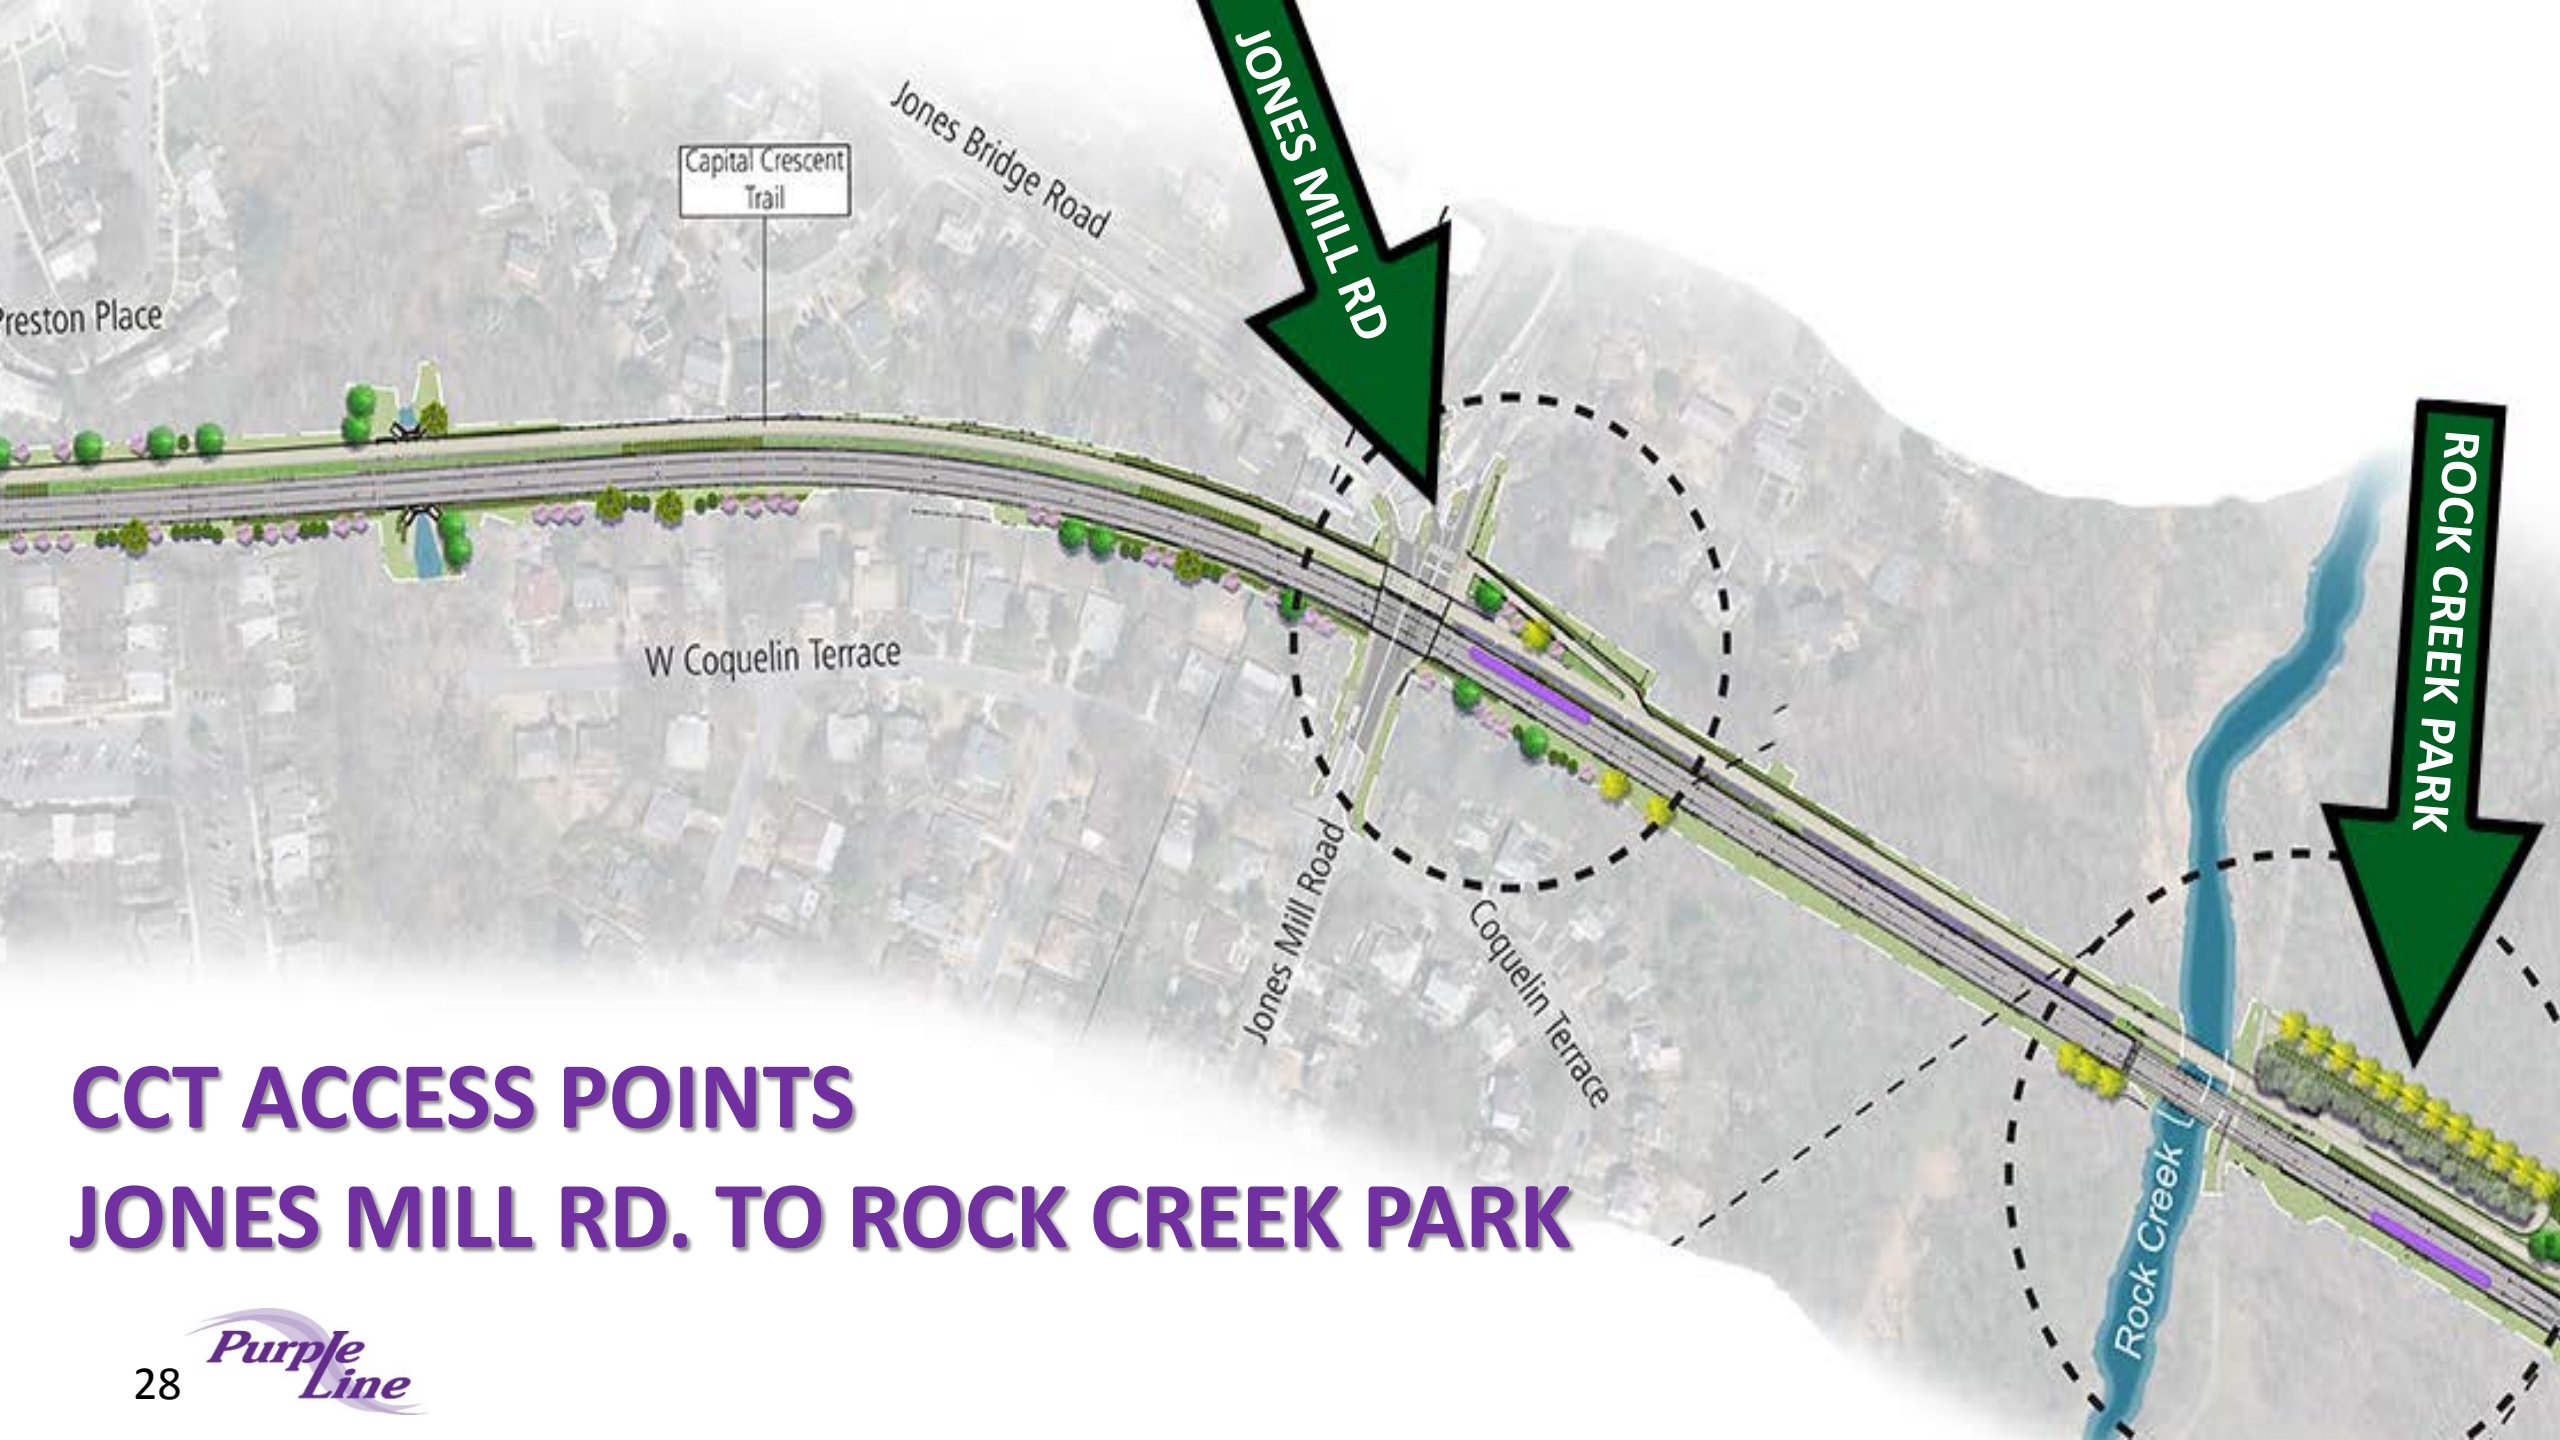 JONES MILL RD
Jones Bridge Road
Capital Crescent
Trail
Preston Place
ROCK CREEK PARK
W Coquelin Terrace
Jones Mill Road
Coquelin Terrace
Rock Creek
CCT ACCESS POINTS
JONES MILL RD. TO ROCK CREEK PARK
28
Purple
Line